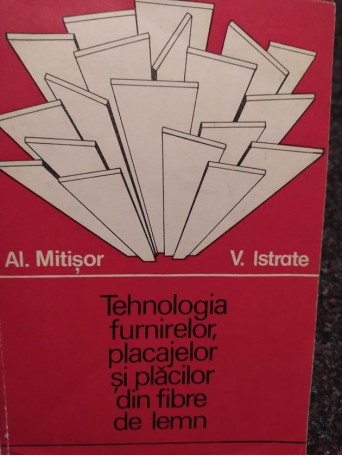 Al. Mitișor
V. Istrate
Tehnologia
furnirelor,
placajelor
și plăcilor
din fibre
de lemn